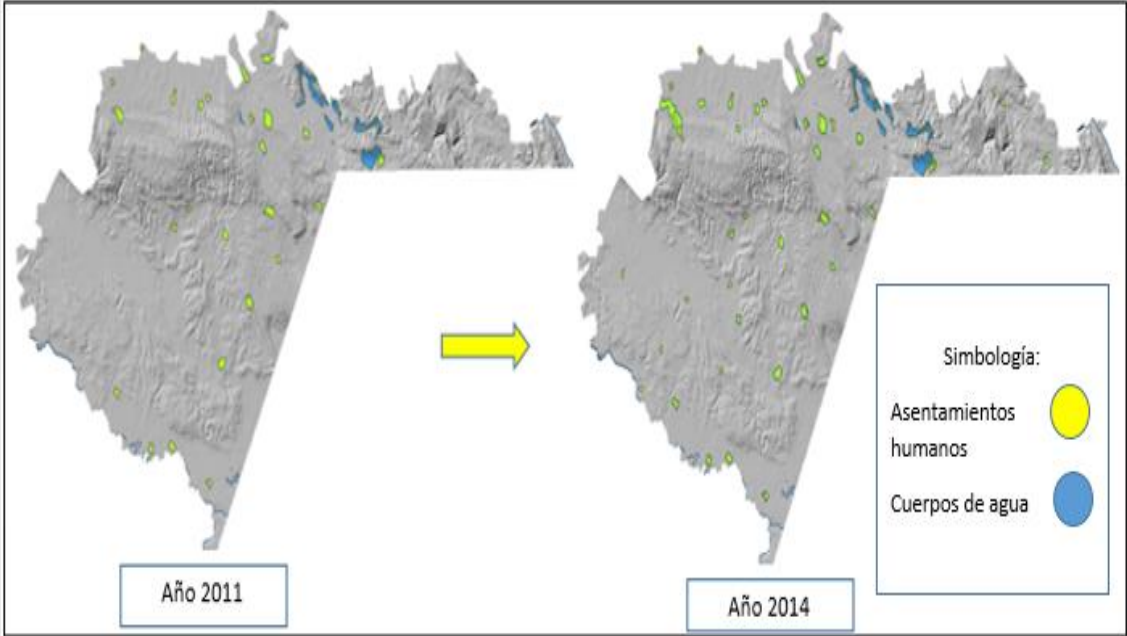 Simbología:
Asentamientos
humanos
Cuerpos de agua
Año 2011
Año 2014